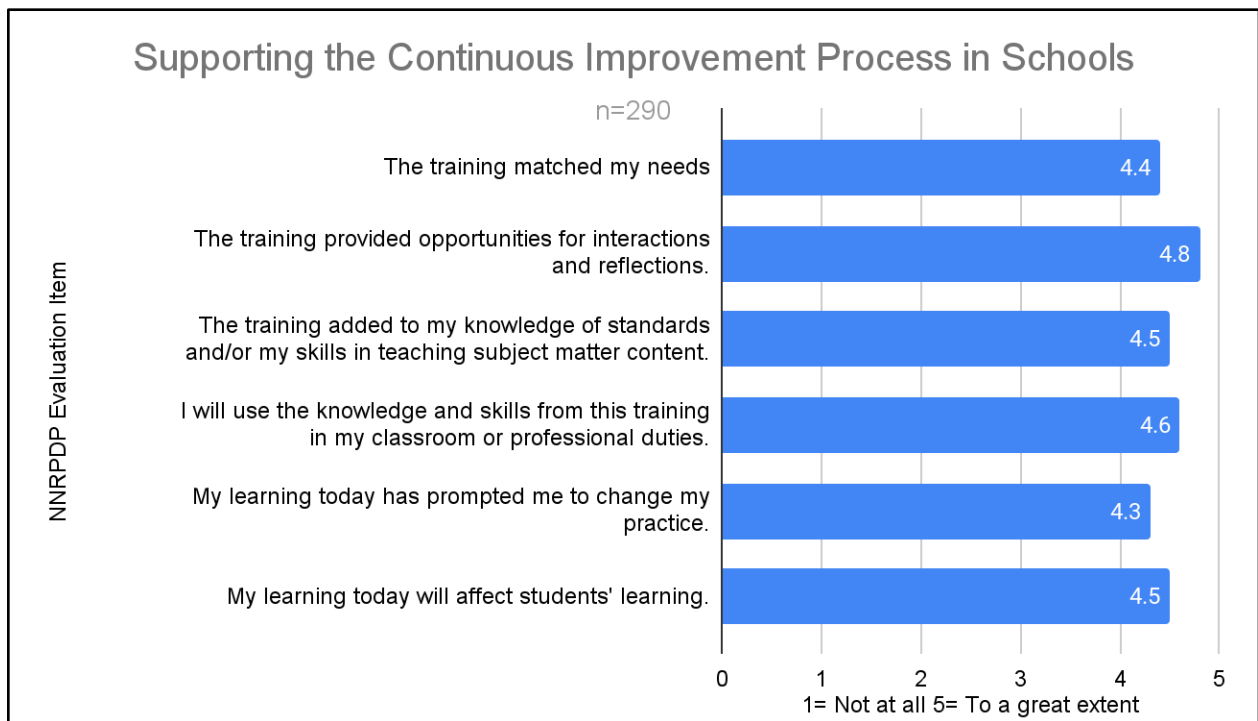 Supporting the Continuous Improvement Process in Schools
n=290
NNRPDP Evaluation Item
The training matched my needs
4.4
The training provided opportunities for interactions
and reflections.
4.8
The training added to my knowledge of standards
and/or my skills in teaching subject matter content.
4.5
I will use the knowledge and skills from this training
in my classroom or professional duties.
4.6
My learning today has prompted me to change my
practice.
4.3
My learning today will affect students' learning.
4.5
0 1 2 3 4 5
1= Not at all 5= To a great extent